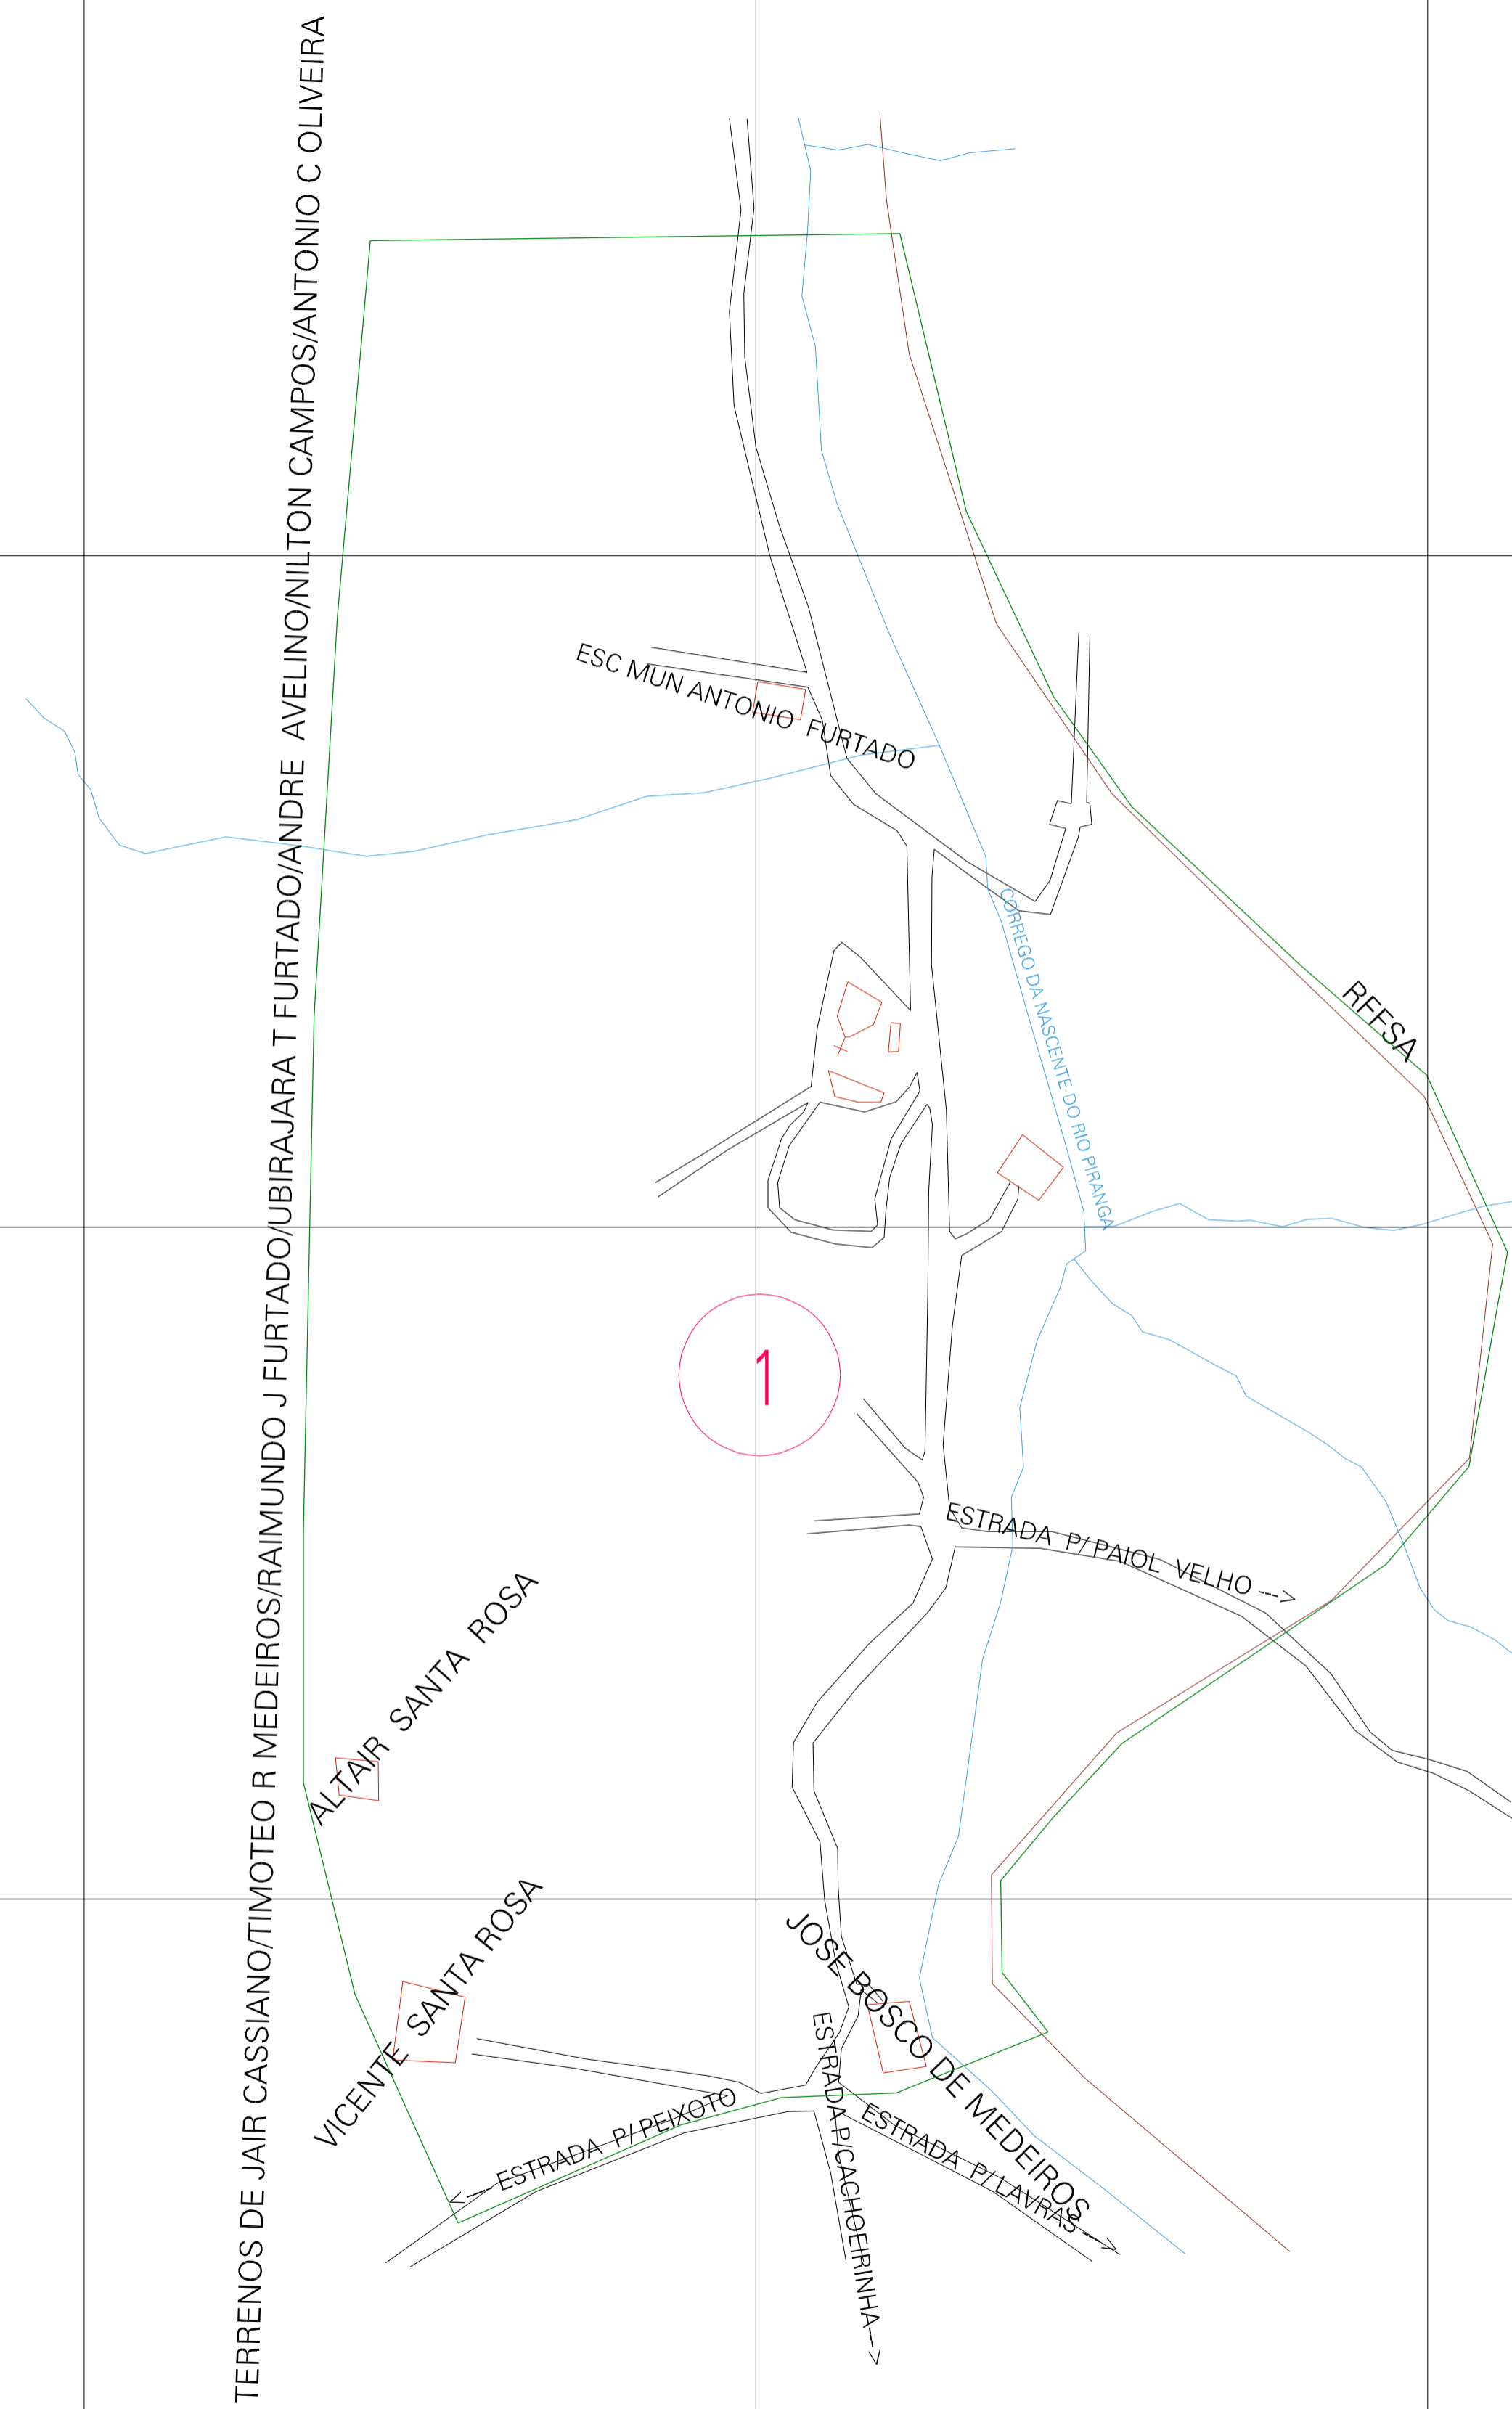 TERRENOS DE JAIR CASSIANO/TIMOTEO R MEDEIROS/RAIMUNDO J FURTADO/UBIRAJARA T FURTADO/ANDRE AVELINO/NILTON CAMPOS/ANTONIO C OLIVEIRA
ESC MUN ANTONIO FURTADO
CORREGO DA NASCENTE DO RIO PIRANGA
RFFSA
1
ESTRADA P/ PAIOL VELHO --->
ALTAIR SANTA ROSA
VICENTE SANTA ROSA
JOSE BOSCO DE MEDEIROS
<--- ESTRADA P/ PEIXOTO
ESTRADA P/CACHOEIRINHA--->
ESTRADA P/ LAVRAS --->